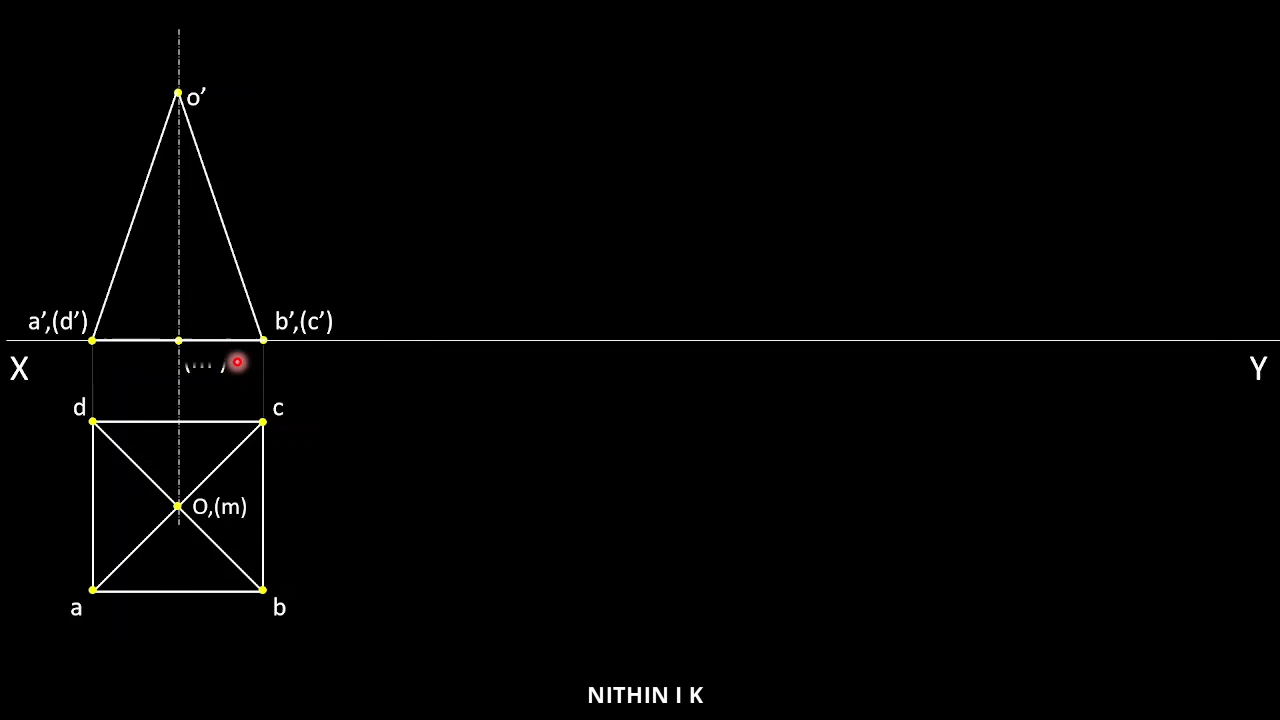 o’
a’,(d’)
b’,(c’)
X
Y
d
c
O,(m)
a
b
NITHIN I K